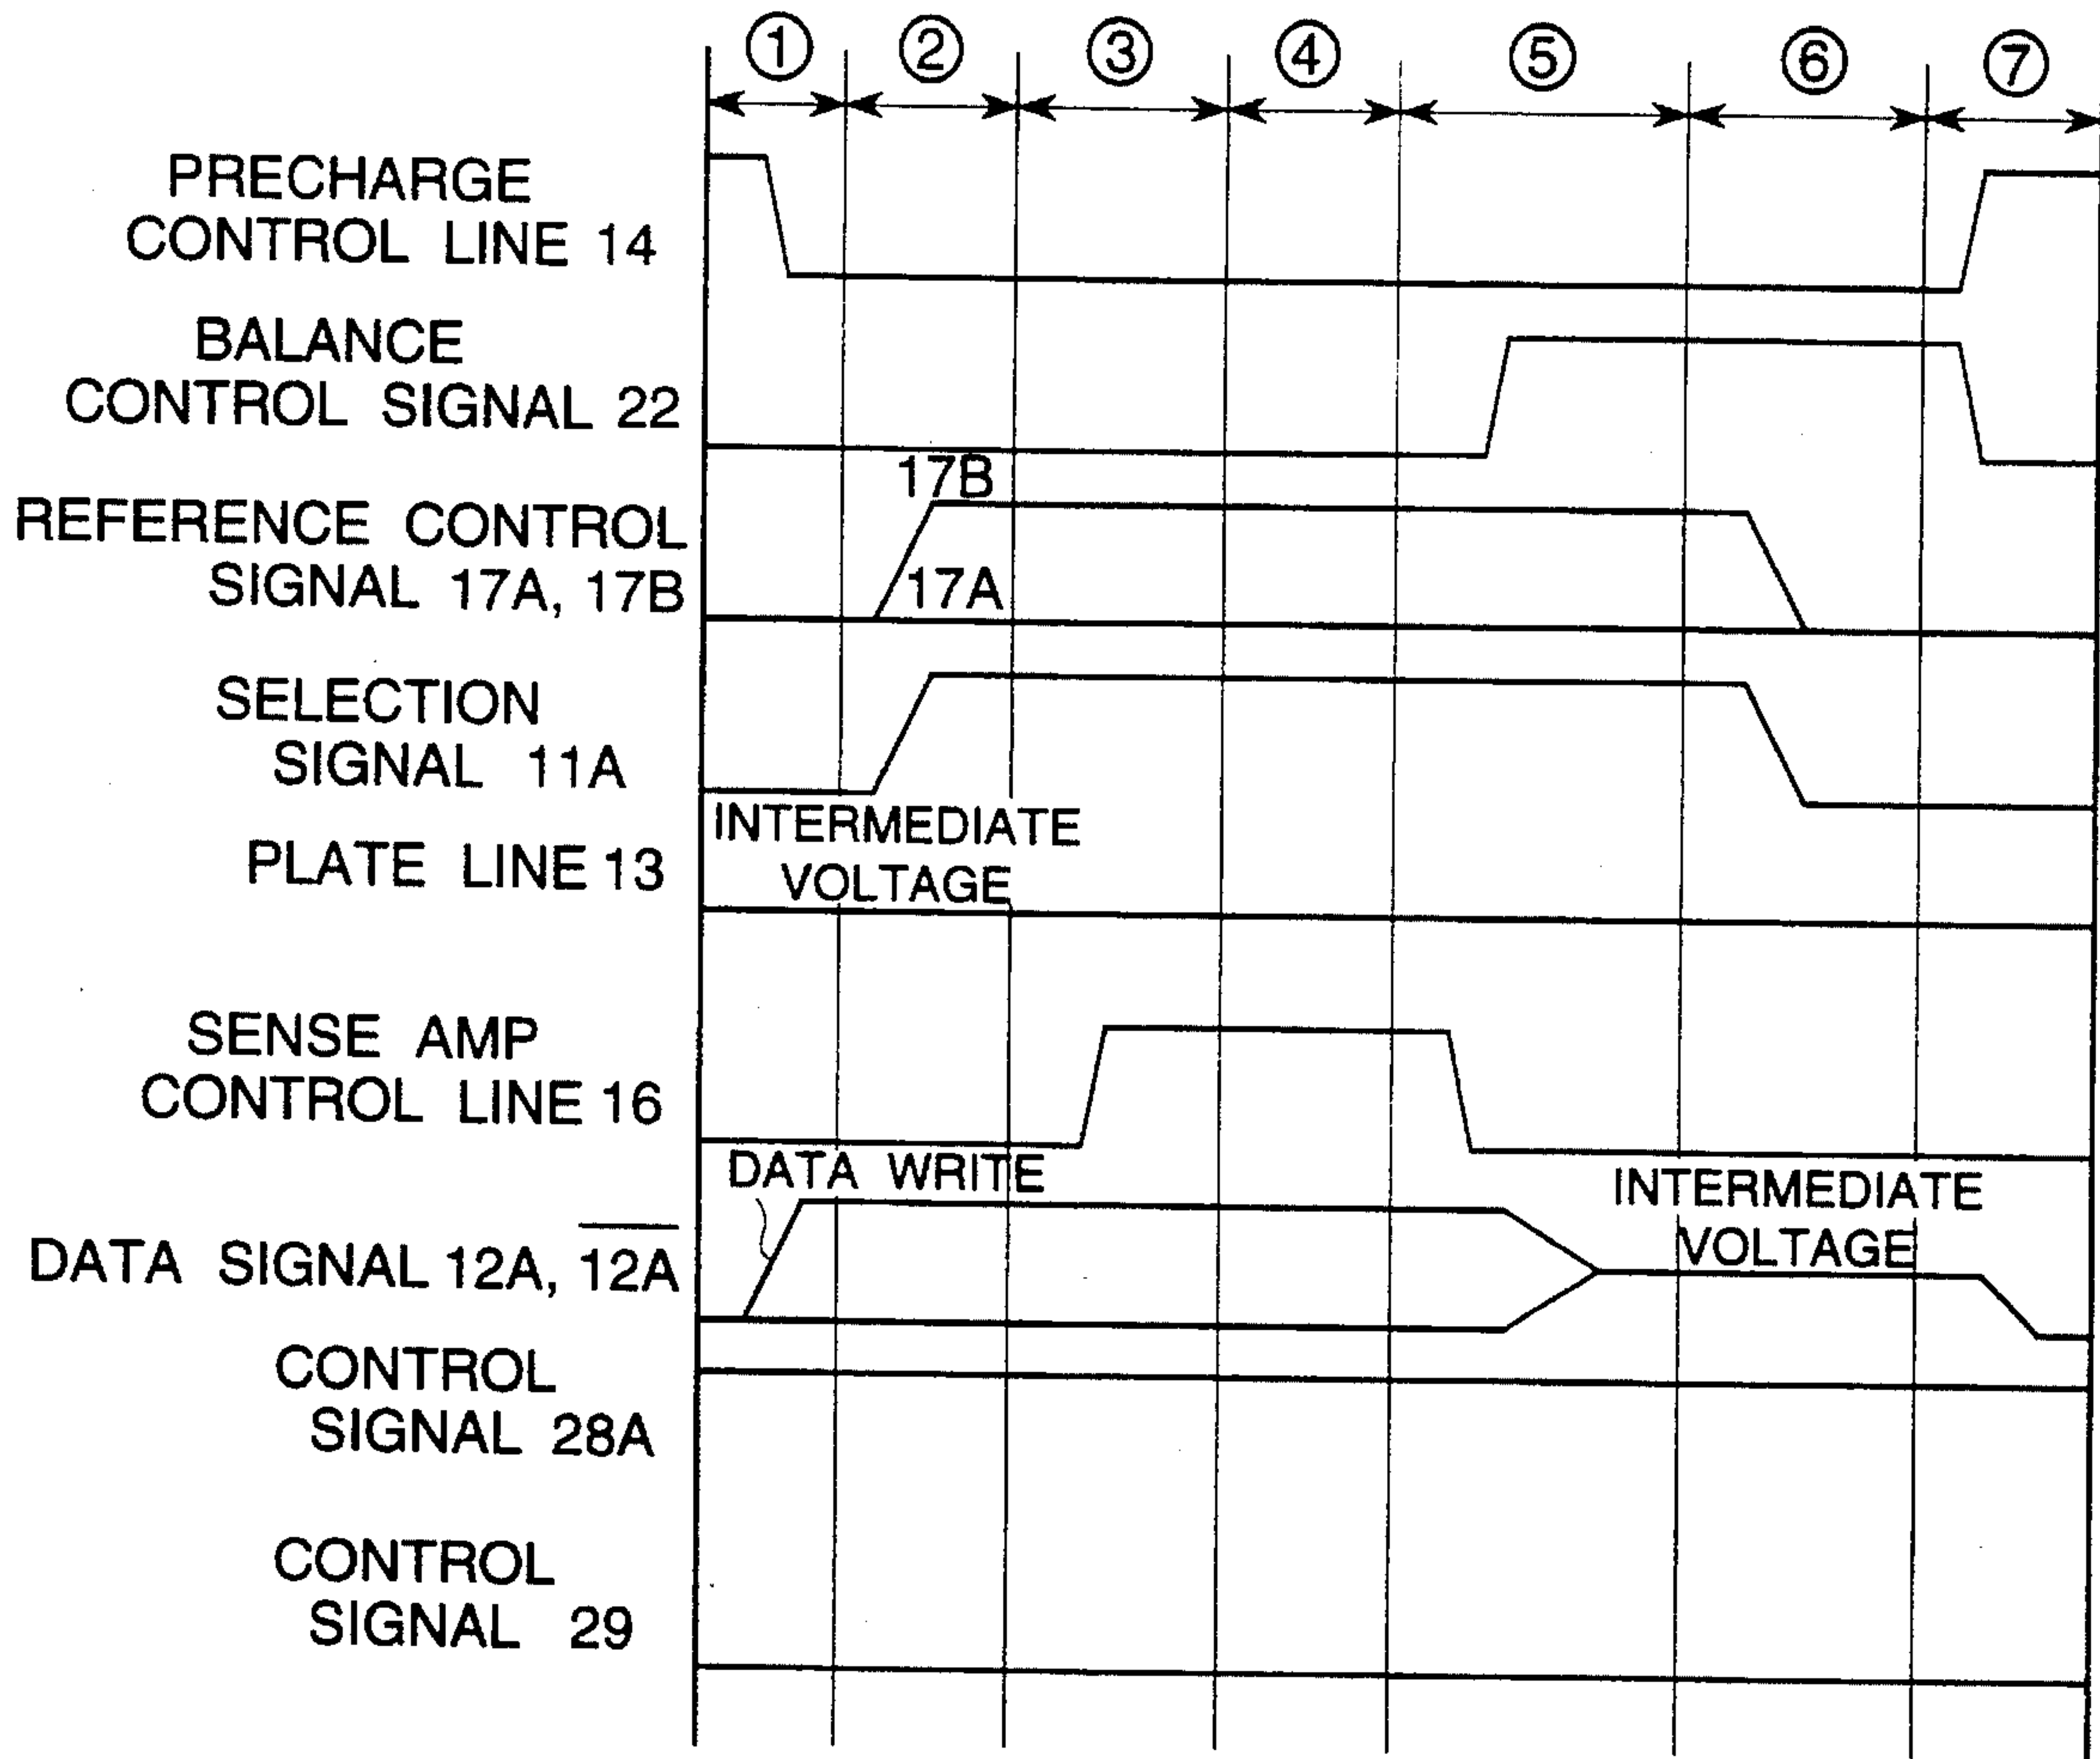 ① ② ③ ④ ⑤ ⑥ ⑦
PRECHARGE
CONTROL LINE 14
BALANCE
CONTROL SIGNAL 22
17B
REFERENCE CONTROL
SIGNAL 17A, 17B
17A
SELECTION
SIGNAL 11A
INTERMEDIATE
VOLTAGE
PLATE LINE 13
SENSE AMP
CONTROL LINE 16
DATA WRITE
INTERMEDIATE
VOLTAGE
DATA SIGNAL 12A, 1̅2̅A̅
CONTROL
SIGNAL 28A
CONTROL
SIGNAL 29